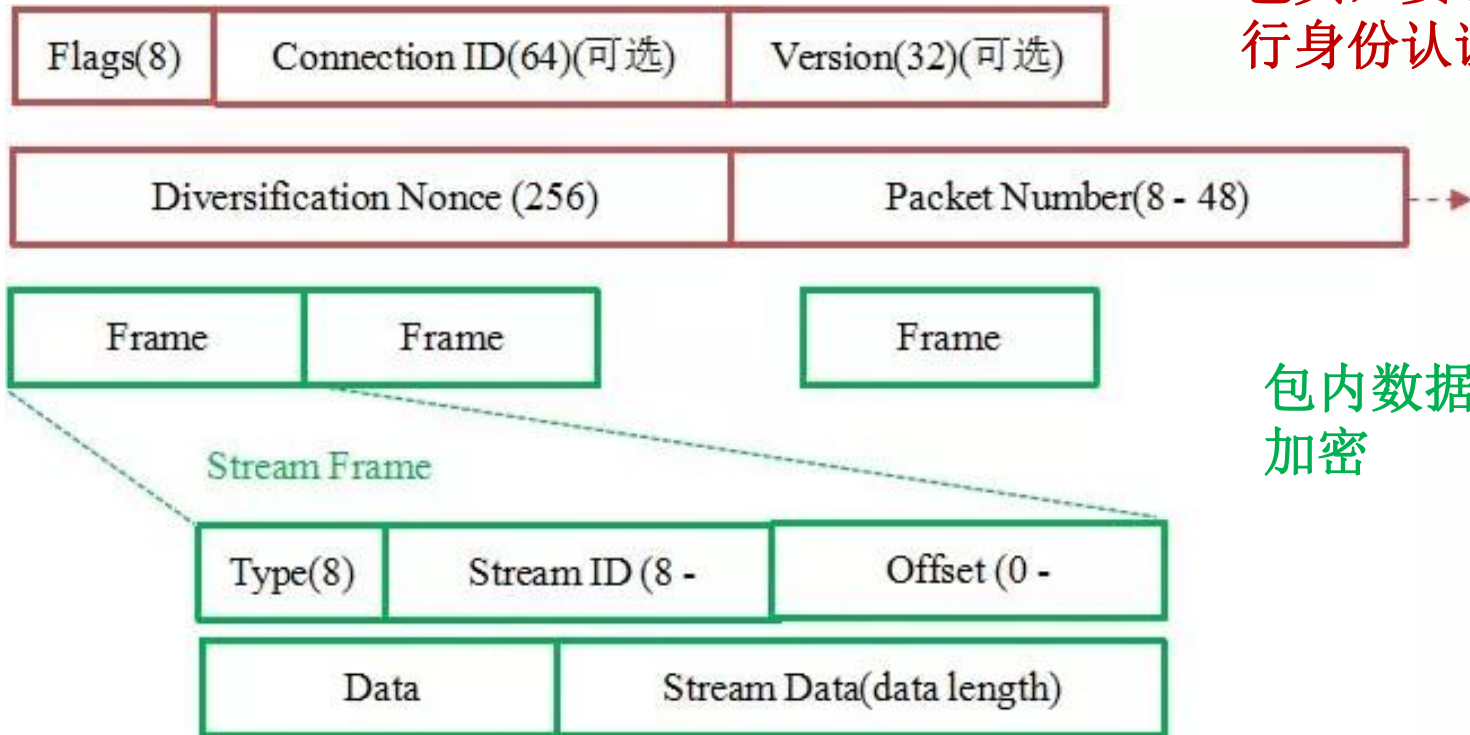 Flags(8) Connection ID(64)(可选) Version(32)(可选)
行身份认
Diversification Nonce (256) Packet Number(8 - 48)
Frame Frame Frame
包内数据
加密
Stream Frame
Type(8) Stream ID (8 - Offset (0 -
Data Stream Data(data length)